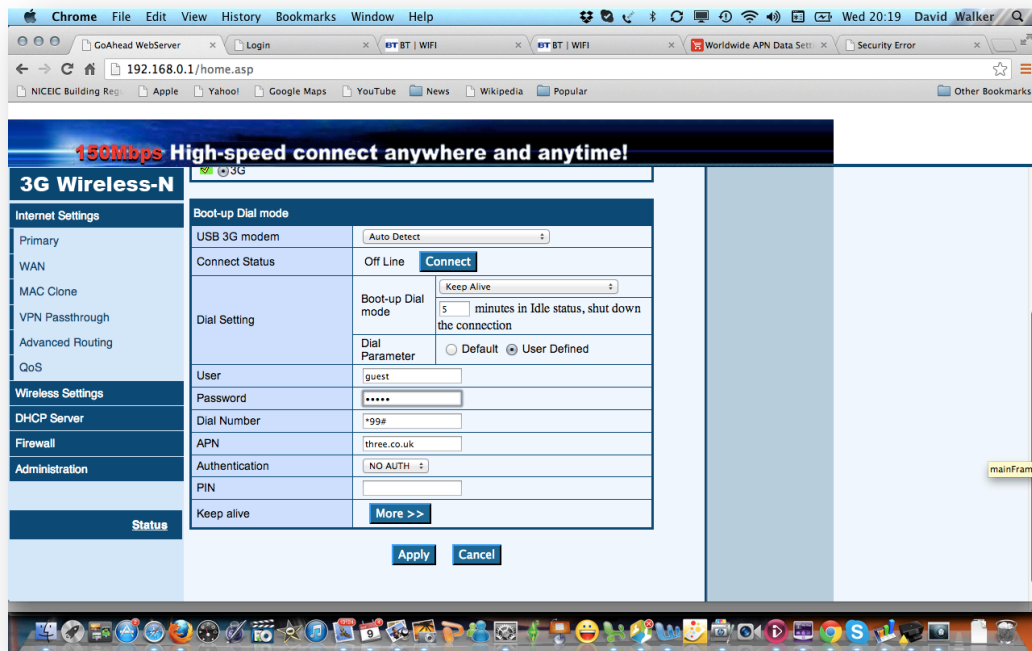 Chrome File Edit View History Bookmarks Window Help Wed 20:19 David Walker
GoAhead WebServer Login BT BT | WIFI BT BT | WIFI Worldwide APN Data Sett Security Error
192.168.0.1/home.asp
NICEIC Building Reg Apple Yahoo! Google Maps YouTube News Wikipedia Popular Other Bookmarks
150Mbps High-speed connect anywhere and anytime!
3G Wireless-N
3G
Internet Settings
Primary
WAN
MAC Clone
VPN Passthrough
Advanced Routing
QoS
Wireless Settings
DHCP Server
Firewall
Administration
Status
Boot-up Dial mode
USB 3G modem Auto Detect
Connect Status Off Line Connect
Dial Setting
Boot-up Dial mode
Keep Alive
5 minutes in Idle status, shut down
the connection
Dial
Parameter
Default User Defined
User guest
Password •••••
Dial Number *99#
APN three.co.uk
Authentication NO AUTH
PIN
Keep alive More >>
Apply Cancel
mainFram